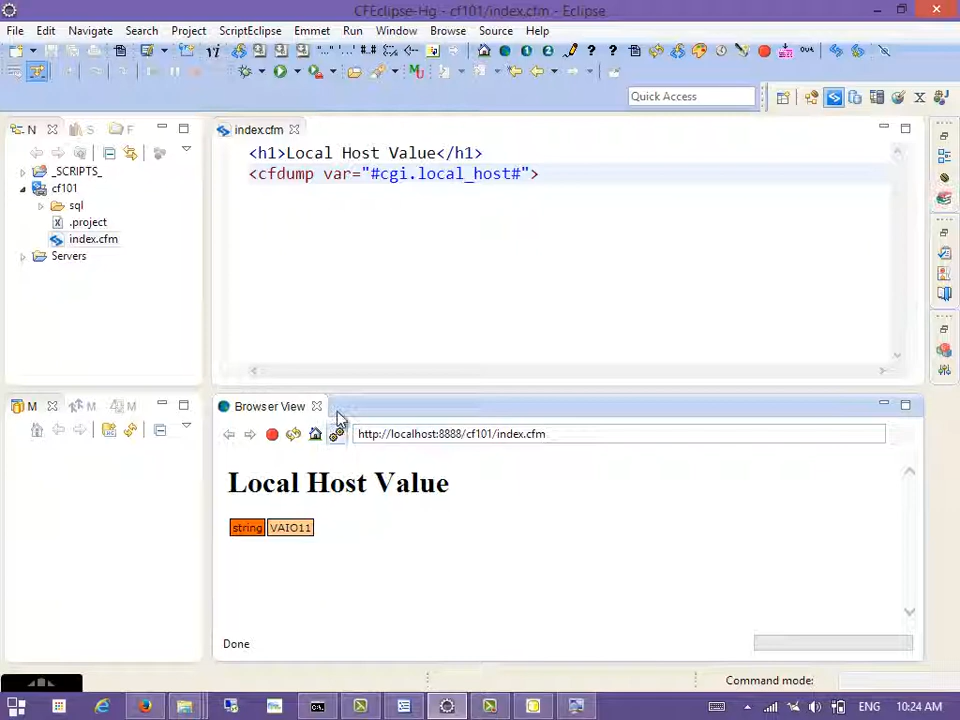 CFEclipse-Hg - cf101/index.cfm - Eclipse
File Edit Navigate Search Project ScriptEclipse Emmet Run Window Browse Source Help
Quick Access
N S F
index.cfm
_SCRIPTS_
cf101
sql
.project
index.cfm
Servers
<h1>Local Host Value</h1>
<cfdump var="#cgi.local_host#">
M M M
Browser View
http://localhost:8888/cf101/index.cfm
Local Host Value
string VAIO11
Done
Command mode:
ENG 10:24 AM